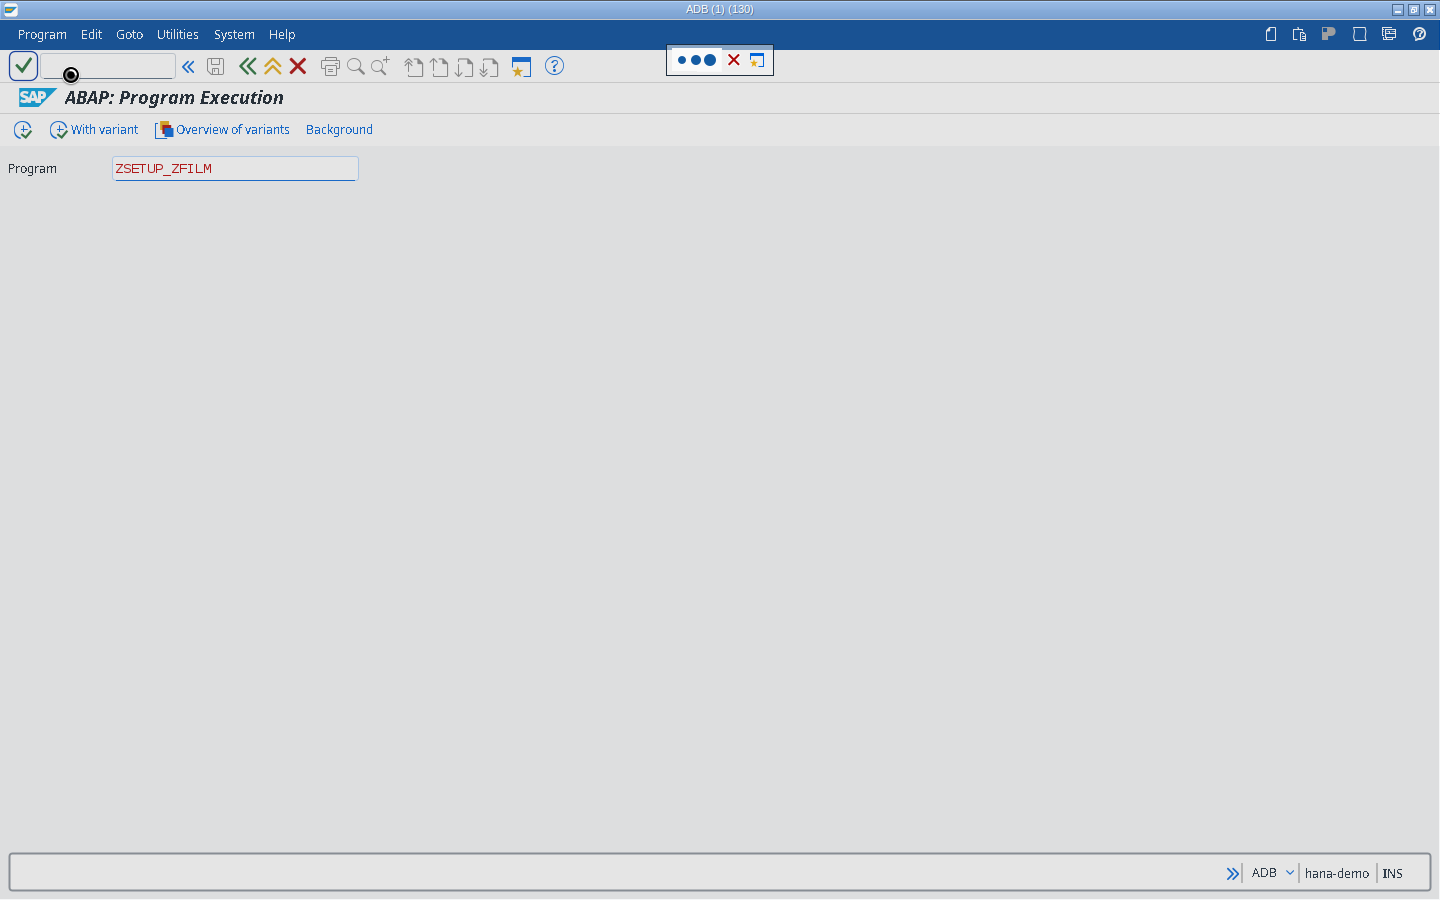 ADB (1) (130)
Program Edit Goto Utilities System Help
SAP ABAP: Program Execution
With variant Overview of variants Background
Program ZSETUP_ZFILM
ADB hana-demo INS